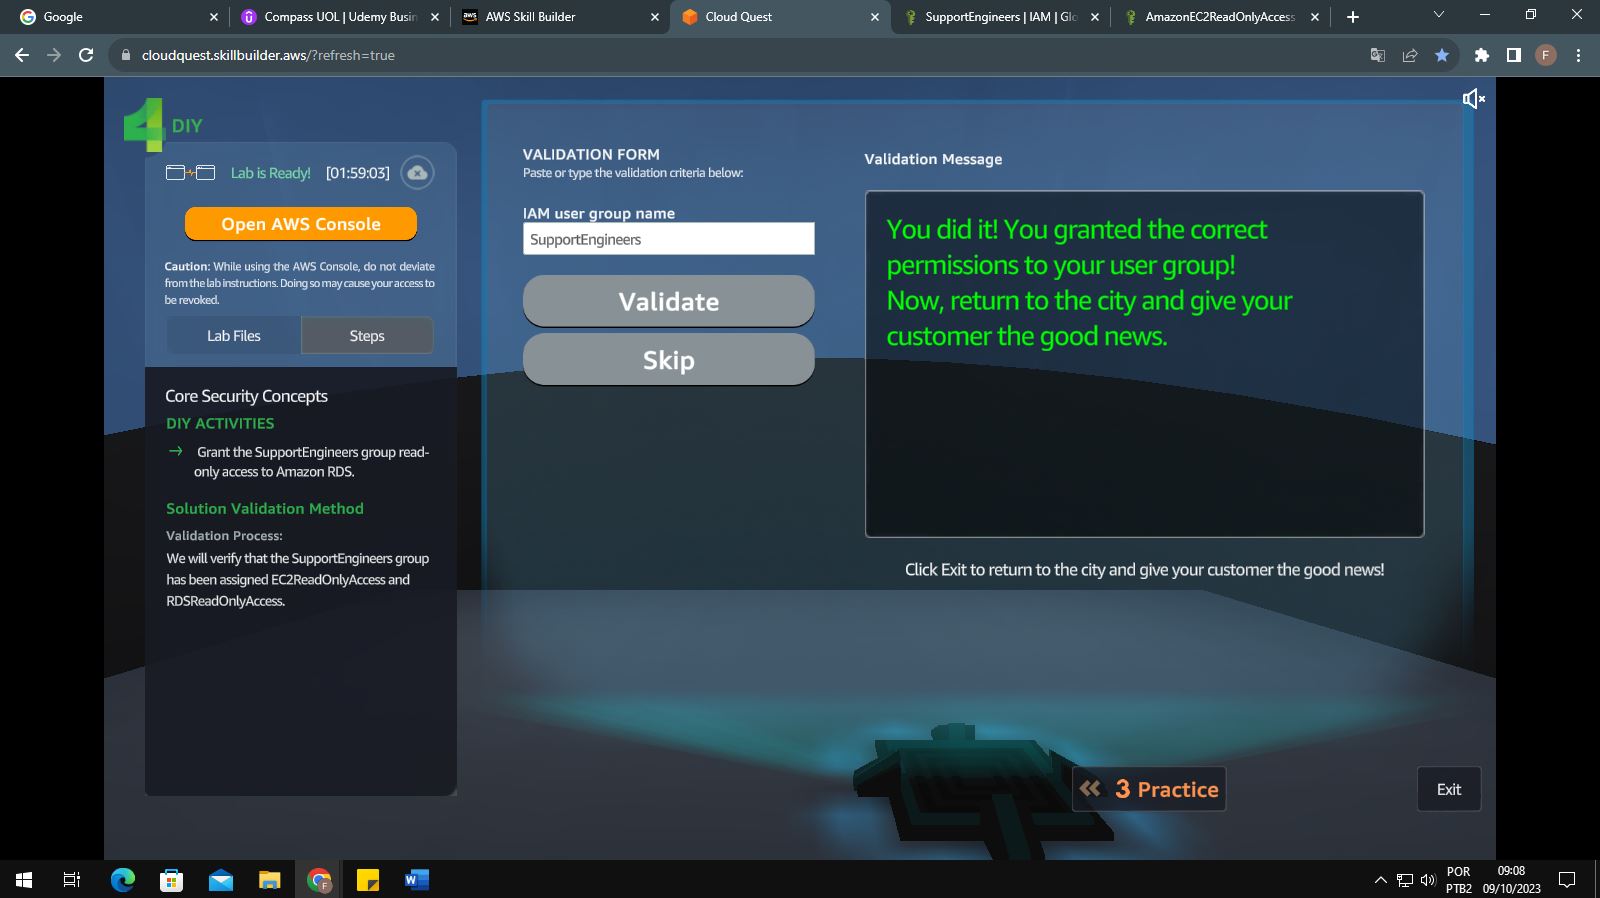 Google
Compass UOL | Udemy Busin
AWS Skill Builder
Cloud Quest
SupportEngineers | IAM | Glo
AmazonEC2ReadOnlyAccess
cloudquest.skillbuilder.aws/?refresh=true
F
4 DIY
Lab is Ready! [01:59:03]
Open AWS Console
Caution: While using the AWS Console, do not deviate
from the lab instructions. Doing so may cause your access to
be revoked.
Lab Files
Steps
Core Security Concepts
DIY ACTIVITIES
→ Grant the SupportEngineers group read-
only access to Amazon RDS.
Solution Validation Method
Validation Process:
We will verify that the SupportEngineers group
has been assigned EC2ReadOnlyAccess and
RDSReadOnlyAccess.
VALIDATION FORM
Paste or type the validation criteria below:
IAM user group name
SupportEngineers
Validate
Skip
Validation Message
You did it! You granted the correct
permissions to your user group!
Now, return to the city and give your
customer the good news.
Click Exit to return to the city and give your customer the good news!
3 Practice
Exit
POR
PTB2
09:08
09/10/2023